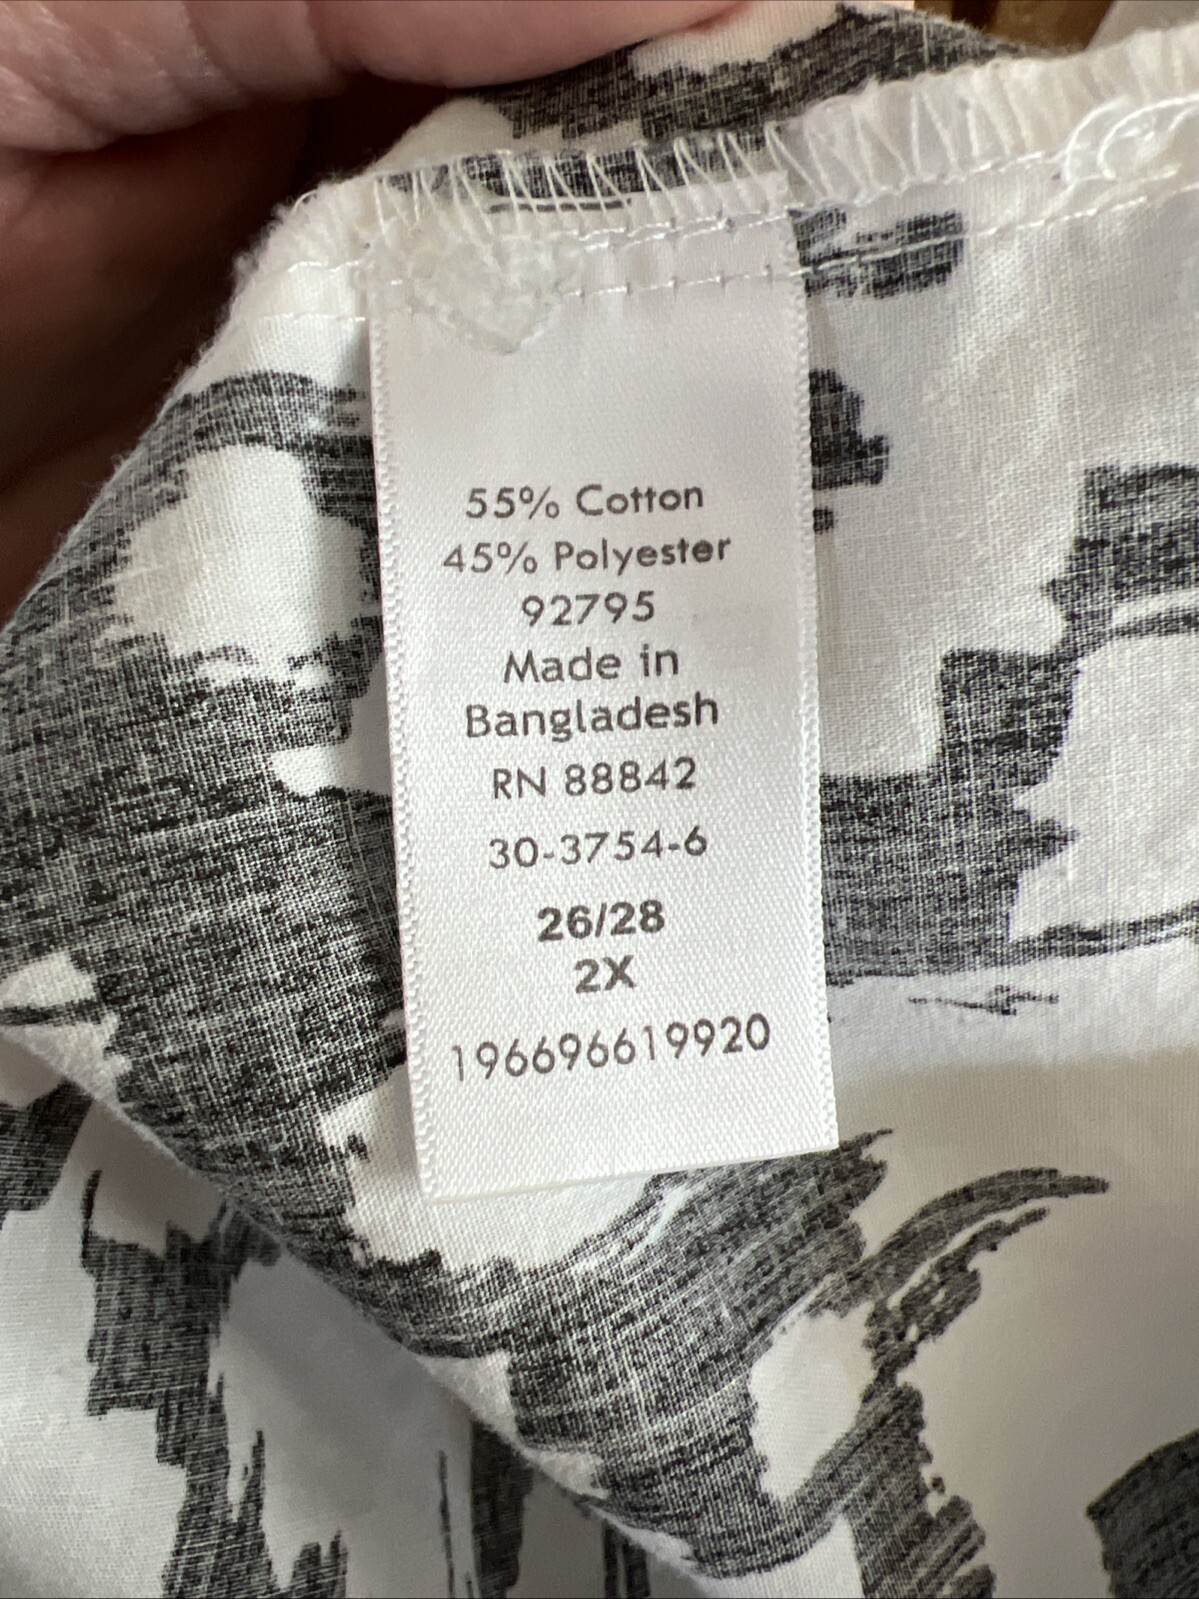 55% Cotton
45% Polyester
92795
Made in
Bangladesh
RN 88842
30-3754-6
26/28
2X
196696619920